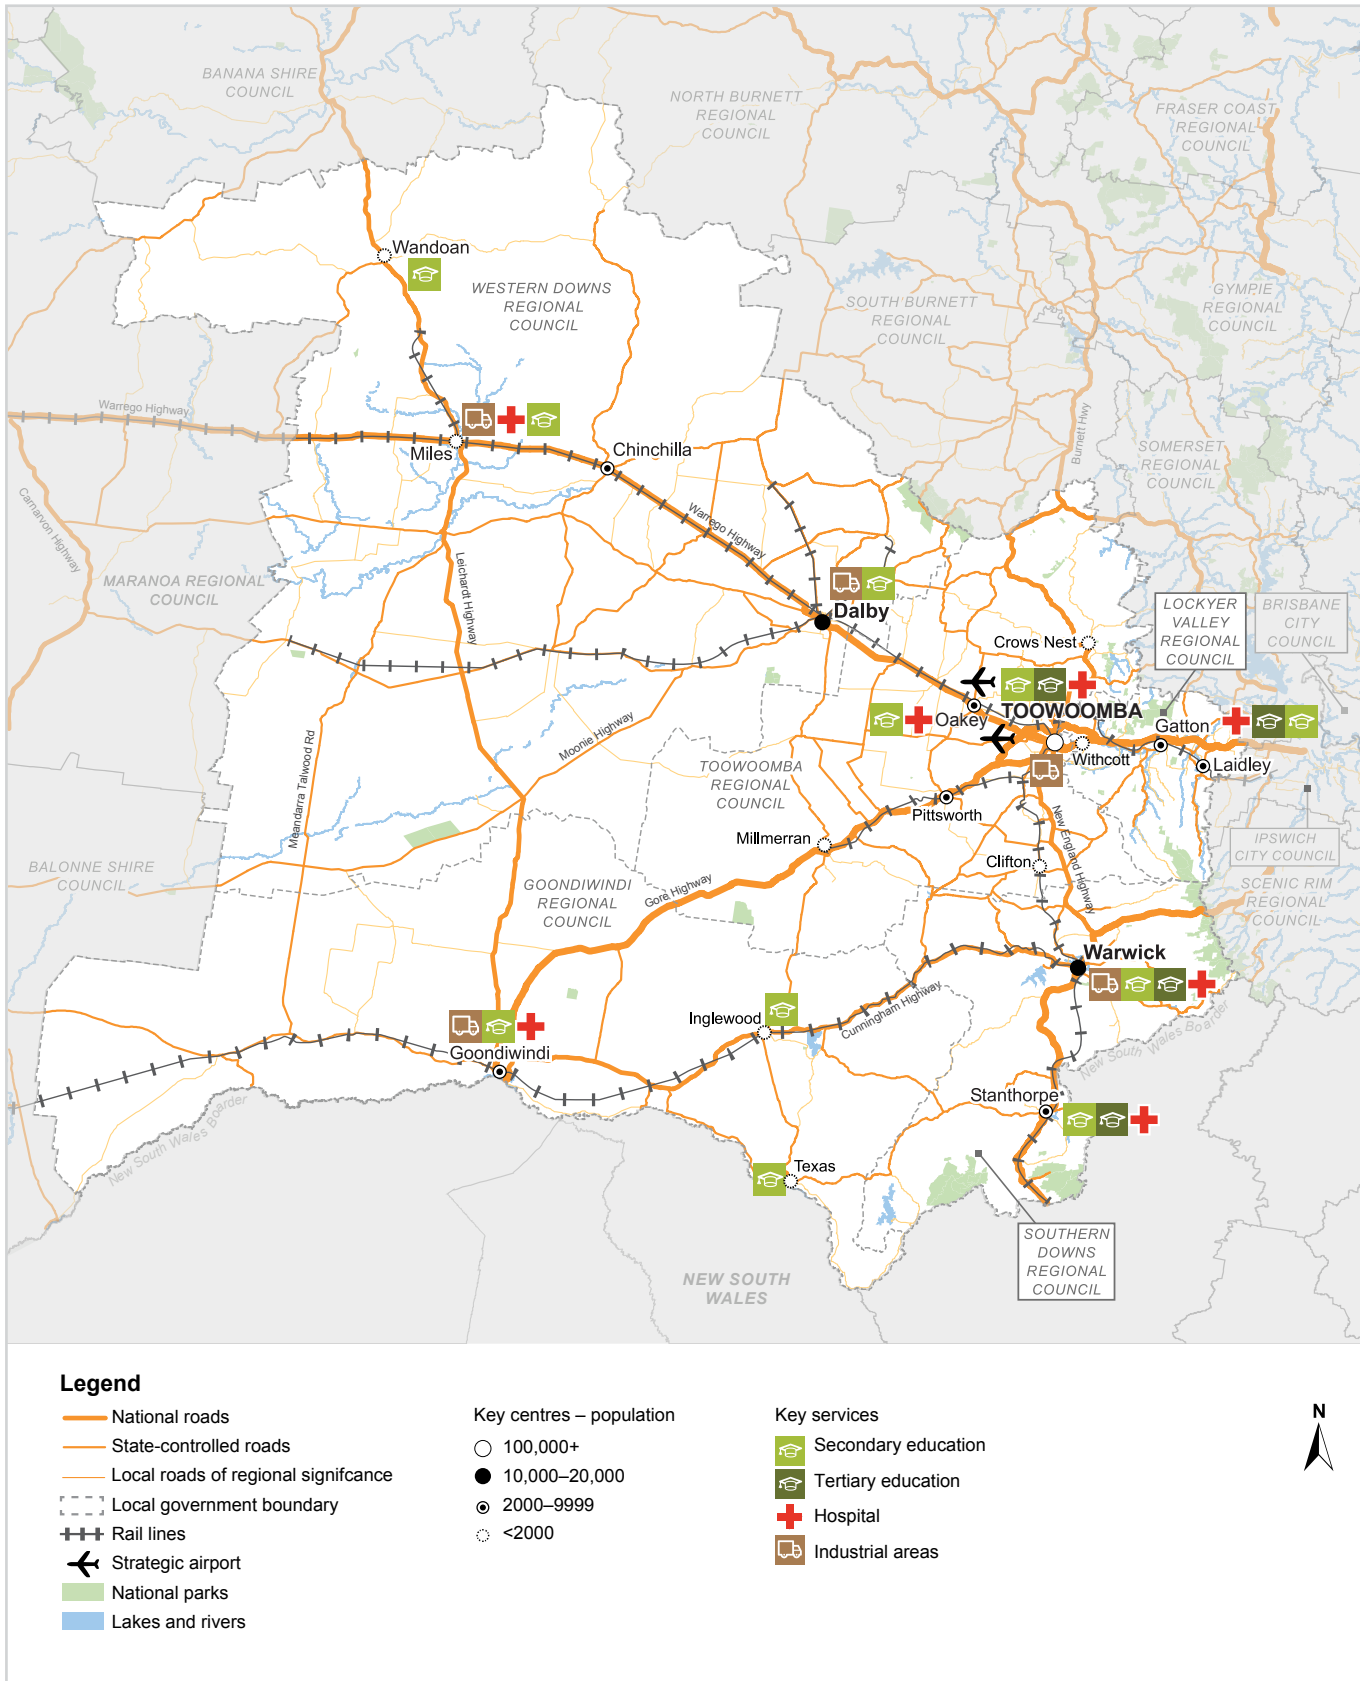 BANANA SHIRE
COUNCIL
NORTH BURNETT
REGIONAL
COUNCIL
FRASER COAST
REGIONAL
COUNCIL
Wandoan
WESTERN DOWNS
REGIONAL
COUNCIL
SOUTH BURNETT
REGIONAL
COUNCIL
GYMPIE
REGIONAL
COUNCIL
Warrego Highway
Miles
Chinchilla
Burnett Hwy
SOMERSET
REGIONAL
COUNCIL
Carnarvon Highway
Warrego Highway
MARANOA REGIONAL
COUNCIL
Leichardt Highway
Dalby
LOCKYER
VALLEY
REGIONAL
COUNCIL
BRISBANE
CITY
COUNCIL
Crows Nest
TOOWOOMBA
Oakey
Gatton
Withcott
Laidley
Moonie Highway
Meandarra Talwood Rd
TOOWOOMBA
REGIONAL
COUNCIL
Pittsworth
New England Highway
Millmerran
Clifton
IPSWICH
CITY COUNCIL
BALONNE SHIRE
COUNCIL
GOONDIWINDI
REGIONAL
COUNCIL
Gore Highway
SCENIC RIM
REGIONAL
COUNCIL
Warwick
Cunningham Highway
Inglewood
Goondiwindi
New South Wales Boarder
New South Wales Boarder
Stanthorpe
Texas
SOUTHERN
DOWNS
REGIONAL
COUNCIL
NEW SOUTH
WALES
Legend
National roads
State-controlled roads
Local roads of regional signifcance
Local government boundary
Rail lines
Strategic airport
National parks
Lakes and rivers
Key centres – population
100,000+
10,000–20,000
2000–9999
<2000
Key services
Secondary education
Tertiary education
Hospital
Industrial areas
N